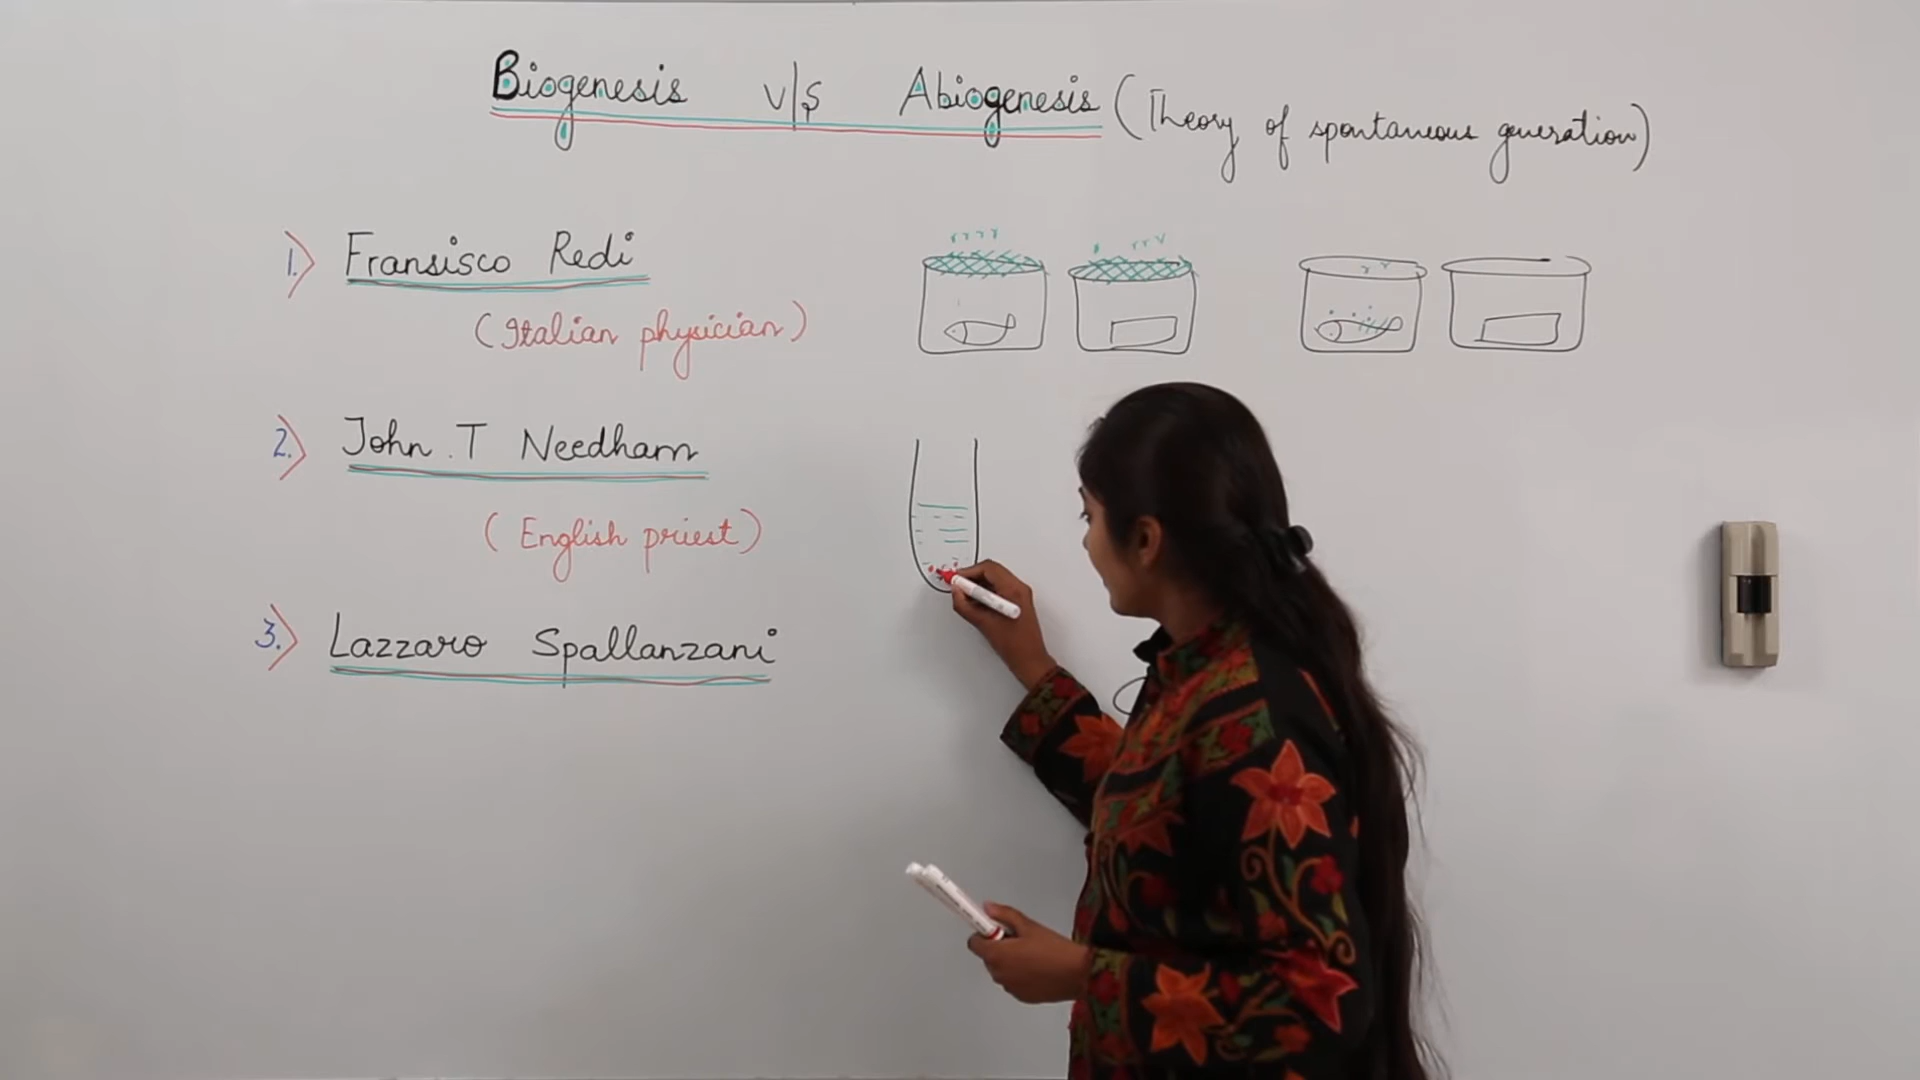 Biogenesis v/s Abiogenesis (Theory of spontaneous generation)
1. Fransisco Redi
(Italian physician)
2. John .T Needham
(English priest)
3. Lazzaro Spallanzani